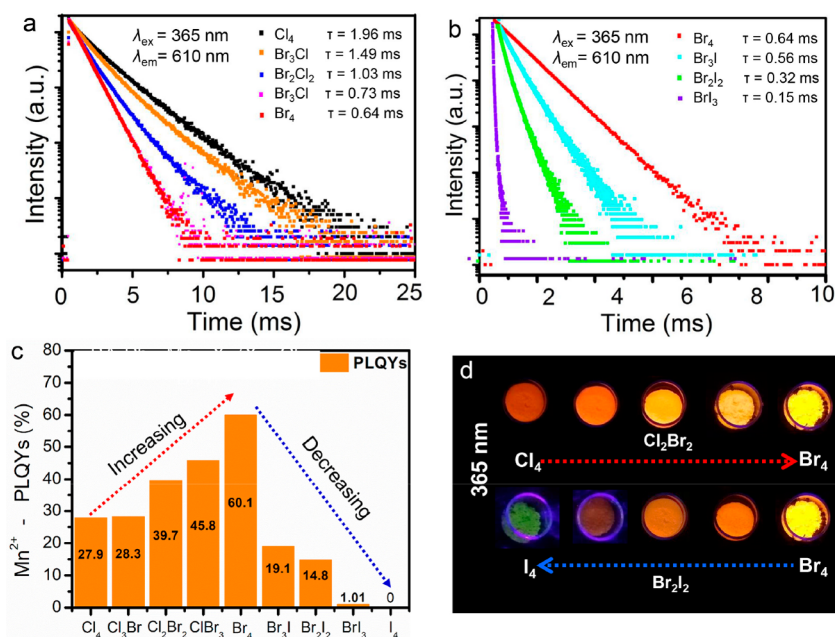 a
λex = 365 nm
λem = 610 nm
Cl4 τ = 1.96 ms
Br3Cl τ = 1.49 ms
Br2Cl2 τ = 1.03 ms
Br3Cl τ = 0.73 ms
Br4 τ = 0.64 ms
Intensity (a.u.)
0 5 10 15 20 25
Time (ms)
b
λex = 365 nm
λem = 610 nm
Br4 τ = 0.64 ms
Br3I τ = 0.56 ms
Br2I2 τ = 0.32 ms
BrI3 τ = 0.15 ms
Intensity (a.u.)
0 2 4 6 8 10
Time (ms)
c
PLQYs
Mn2+ - PLQYs (%)
80
70
60
50
40
30
20
10
0
Increasing
Decreasing
27.9 28.3 39.7 45.8 60.1 19.1 14.8 1.01 0
Cl4 Cl3Br Cl2Br2 ClBr3 Br4 Br3I Br2I2 BrI3 I4
d
365 nm
Cl2Br2
Cl4 Br4
I4 Br4
Br2I2